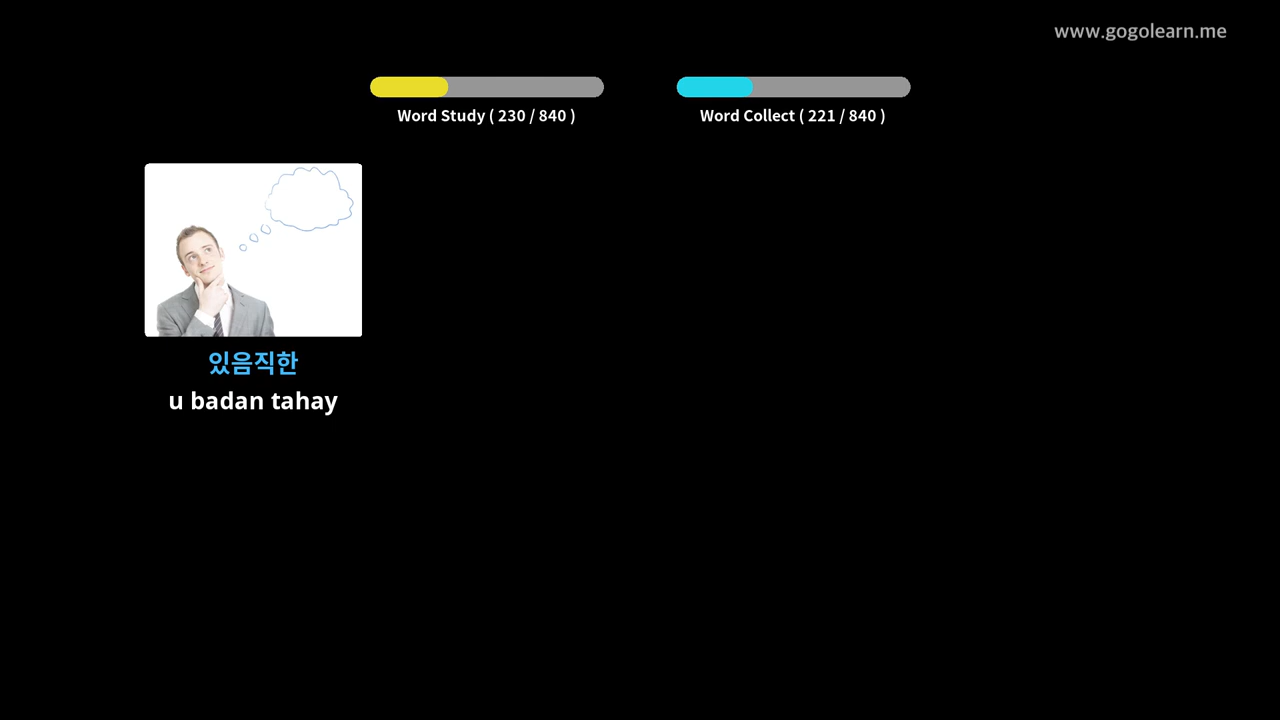 www.gogolearn.me
Word Study ( 230 / 840 )
Word Collect ( 221 / 840 )
있음직한
u badan tahay